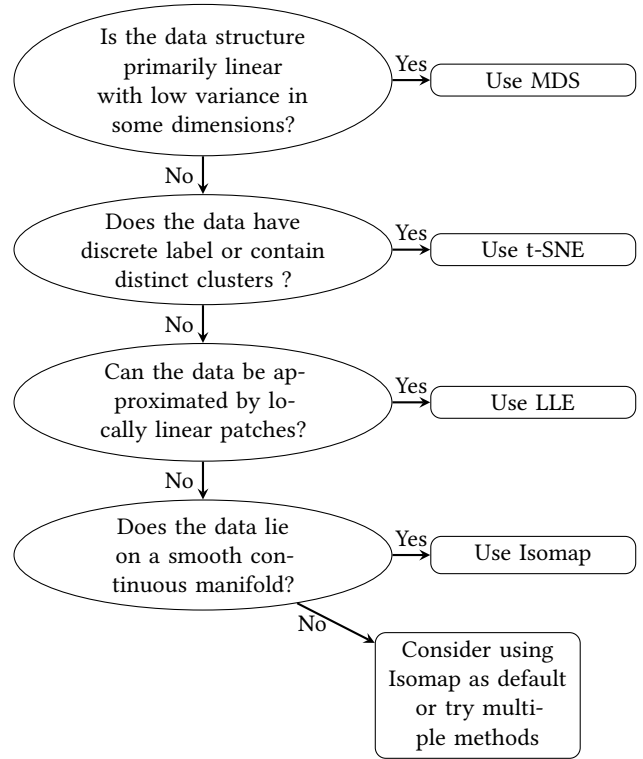 Is the data structure
primarily linear
with low variance in
some dimensions?
Yes
Use MDS
No
Does the data have
discrete label or contain
distinct clusters ?
Yes
Use t-SNE
No
Can the data be ap-
proximated by lo-
cally linear patches?
Yes
Use LLE
No
Does the data lie
on a smooth con-
tinuous manifold?
Yes
Use Isomap
No
Consider using
Isomap as default
or try multi-
ple methods